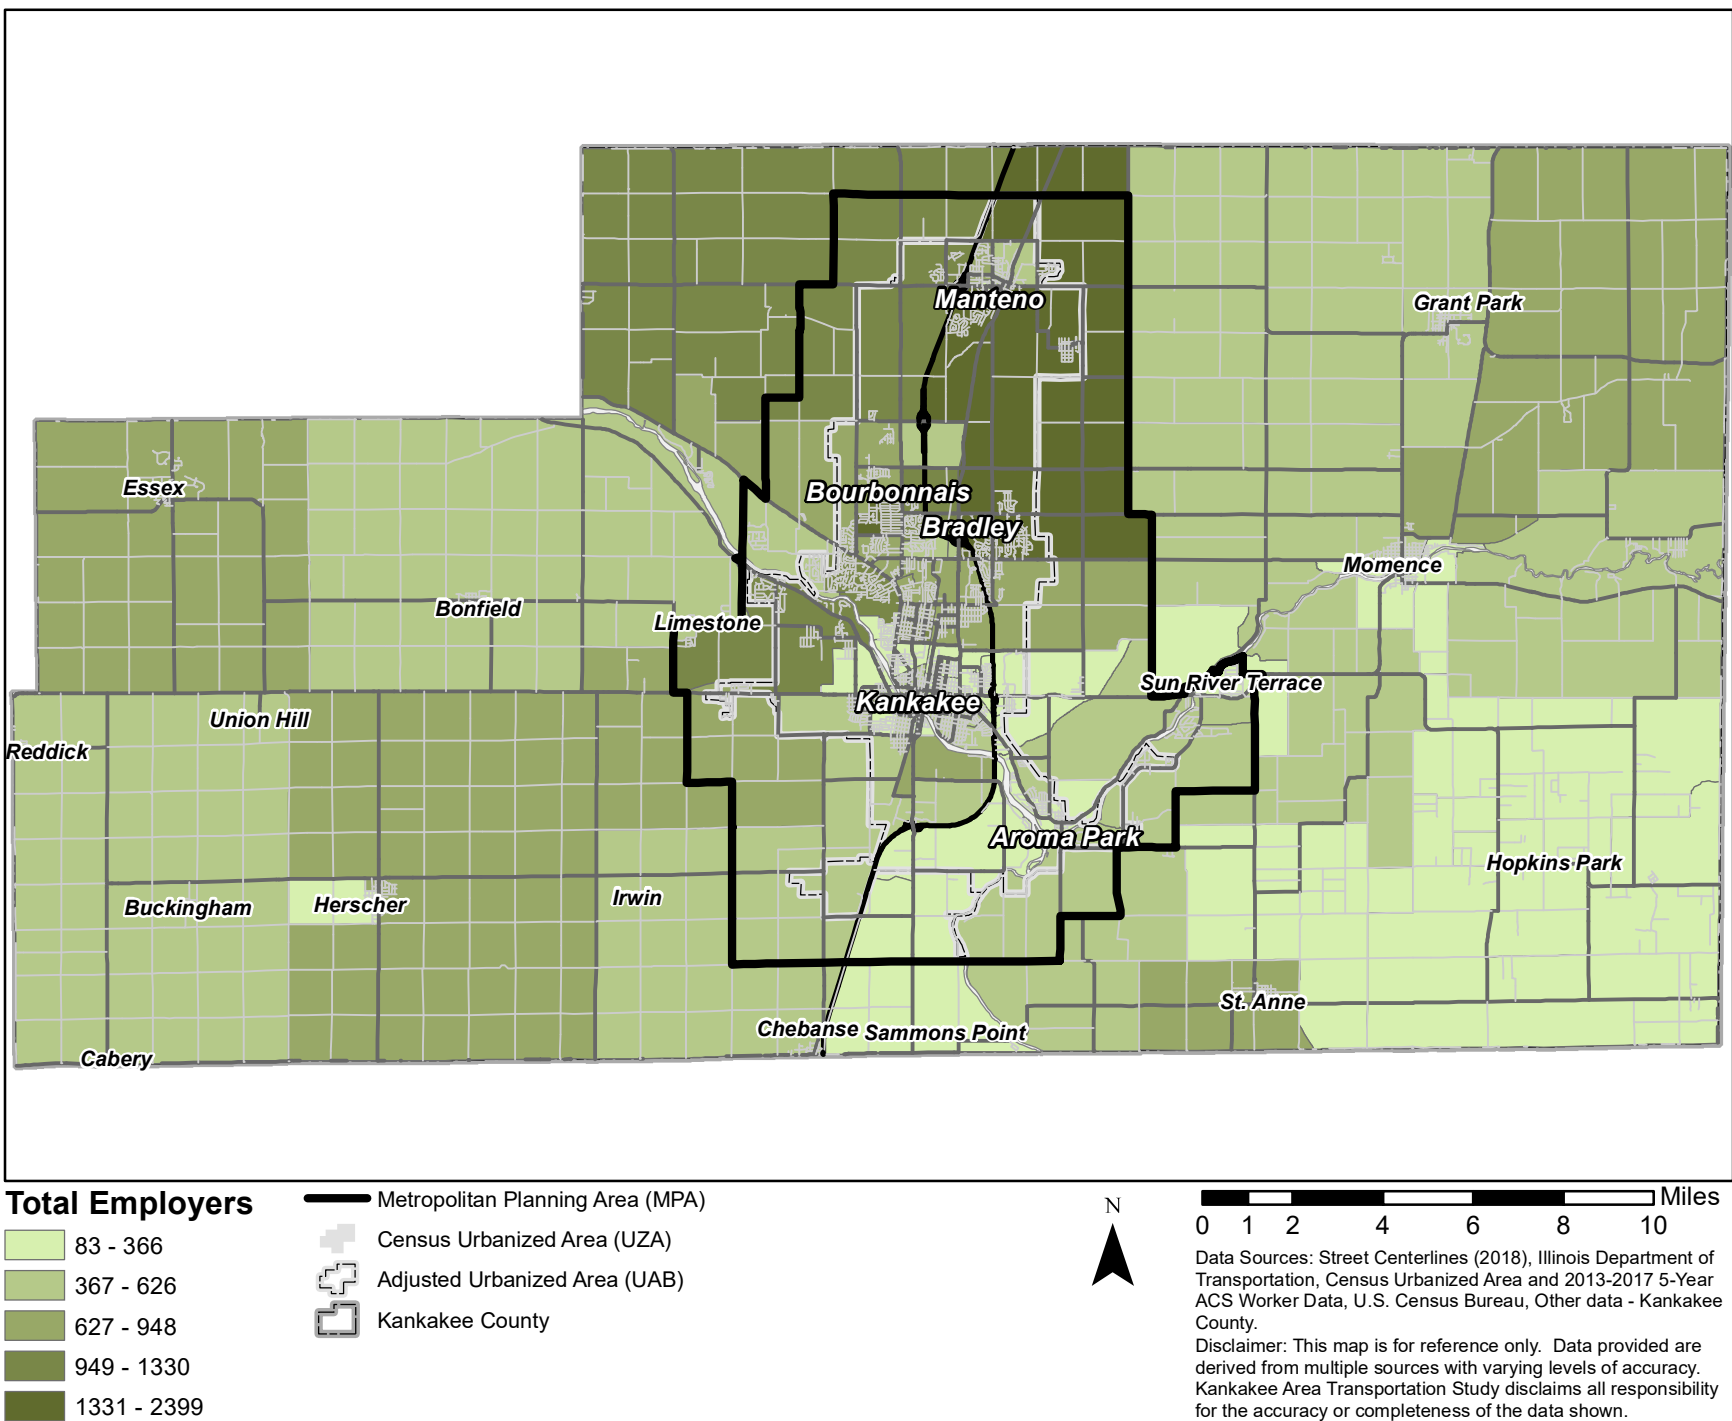 Manteno
Grant Park
Essex
Bourbonnais
Bradley
Momence
Bonfield
Limestone
Sun River Terrace
Kankakee
Union Hill
Reddick
Aroma Park
Hopkins Park
Irwin
Herscher
Buckingham
St. Anne
Chebanse
Sammons Point
Cabery
Total Employers
83 - 366
367 - 626
627 - 948
949 - 1330
1331 - 2399
Metropolitan Planning Area (MPA)
Census Urbanized Area (UZA)
Adjusted Urbanized Area (UAB)
Kankakee County
N
Miles
0 1 2 4 6 8 10
Data Sources: Street Centerlines (2018), Illinois Department of
Transportation, Census Urbanized Area and 2013-2017 5-Year
ACS Worker Data, U.S. Census Bureau, Other data - Kankakee
County.
Disclaimer: This map is for reference only. Data provided are
derived from multiple sources with varying levels of accuracy.
Kankakee Area Transportation Study disclaims all responsibility
for the accuracy or completeness of the data shown.